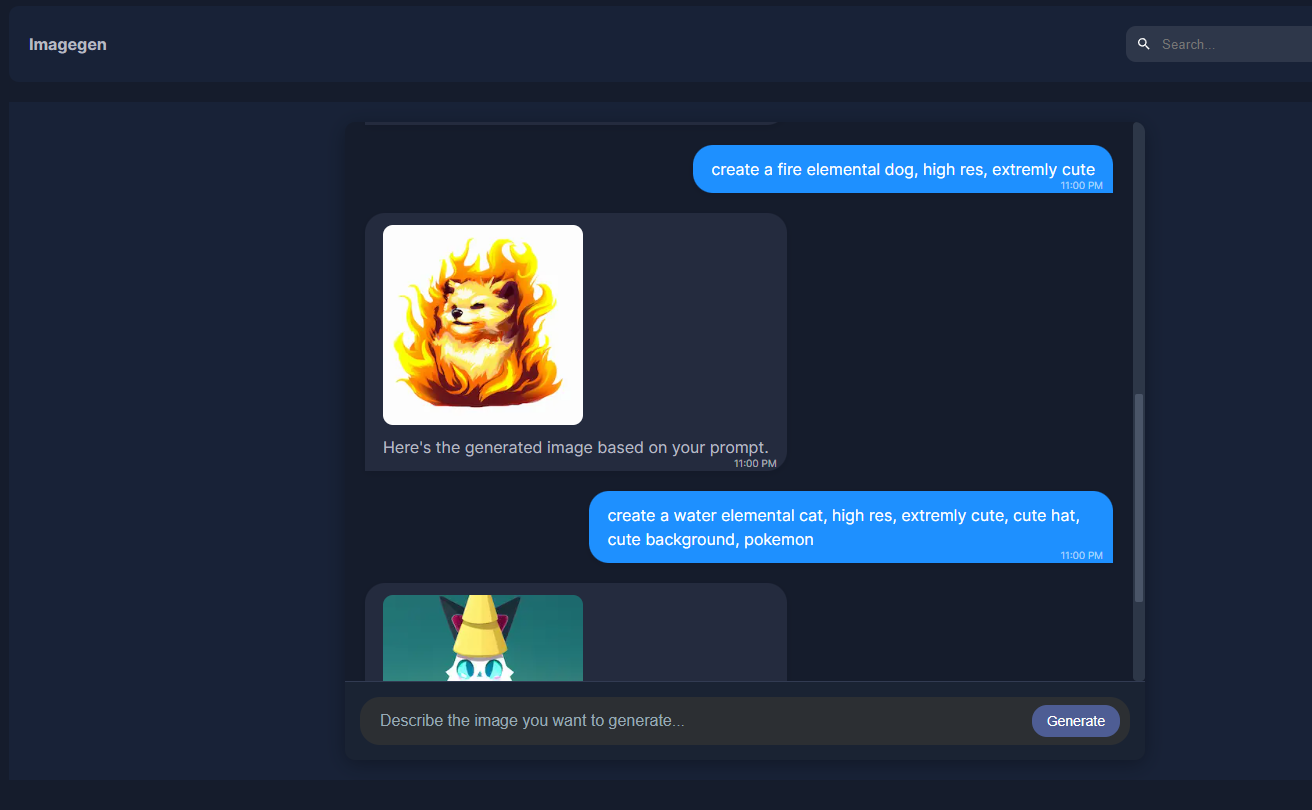 Imagegen
Search...
create a fire elemental dog, high res, extremly cute
11:00 PM
Here's the generated image based on your prompt.
11:00 PM
create a water elemental cat, high res, extremly cute, cute hat,
cute background, pokemon
11:00 PM
Describe the image you want to generate...
Generate